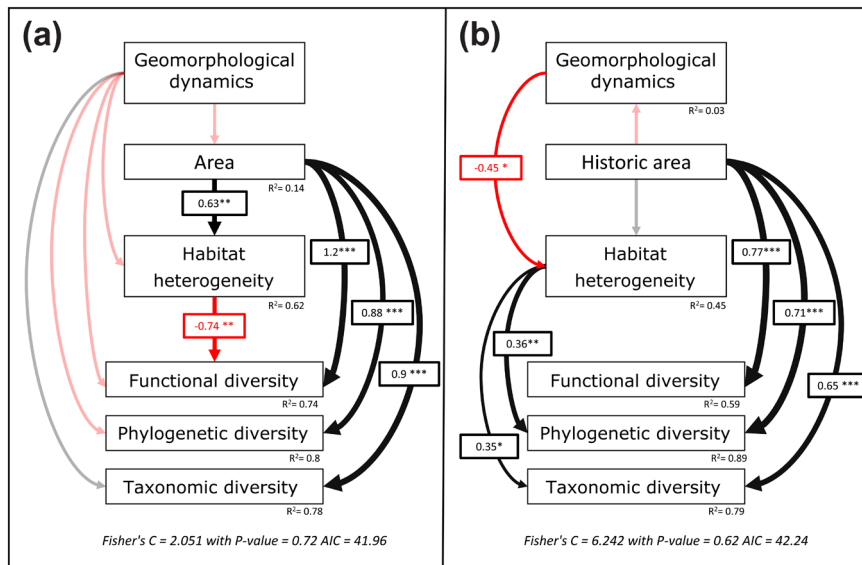 (a)
Geomorphological
dynamics
Area
R²= 0.14
0.63**
Habitat
heterogeneity
R²= 0.62
1.2***
0.88 ***
-0.74 **
0.9 ***
Functional diversity
R²= 0.74
Phylogenetic diversity
R²= 0.8
Taxonomic diversity
R²= 0.78
Fisher's C = 2.051 with P-value = 0.72 AIC = 41.96
(b)
Geomorphological
dynamics
R²= 0.03
-0.45 *
Historic area
Habitat
heterogeneity
R²= 0.45
0.77***
0.71***
0.36**
0.65 ***
Functional diversity
R²= 0.59
Phylogenetic diversity
R²= 0.89
0.35*
Taxonomic diversity
R²= 0.79
Fisher's C = 6.242 with P-value = 0.62 AIC = 42.24